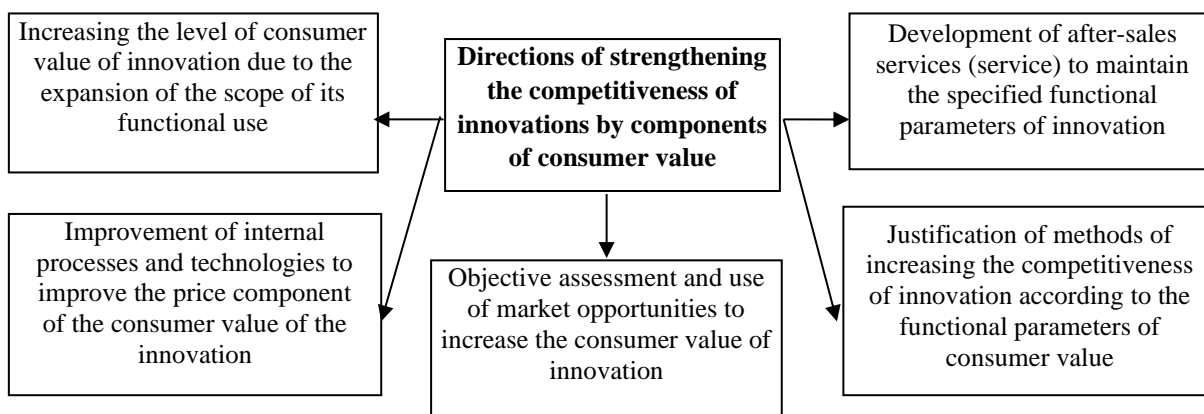 Increasing the level of consumer
value of innovation due to the
expansion of the scope of its
functional use
Directions of strengthening
the competitiveness of
innovations by components
of consumer value
Development of after-sales
services (service) to maintain
the specified functional
parameters of innovation
Improvement of internal
processes and technologies to
improve the price component
of the consumer value of the
innovation
Objective assessment and use
of market opportunities to
increase the consumer value of
innovation
Justification of methods of
increasing the competitiveness
of innovation according to the
functional parameters of
consumer value